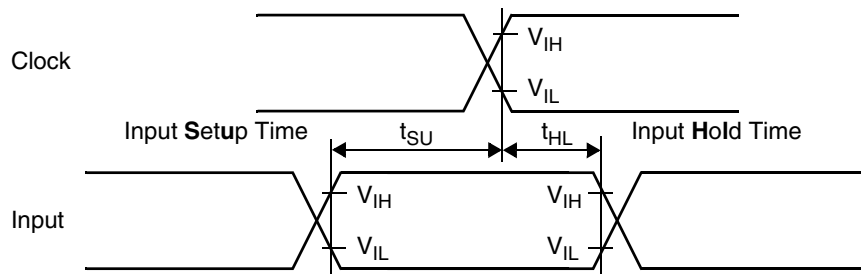 V_IH
Clock
V_IL
Input Setup Time t_SU t_HL Input Hold Time
V_IH V_IH
Input
V_IL V_IL